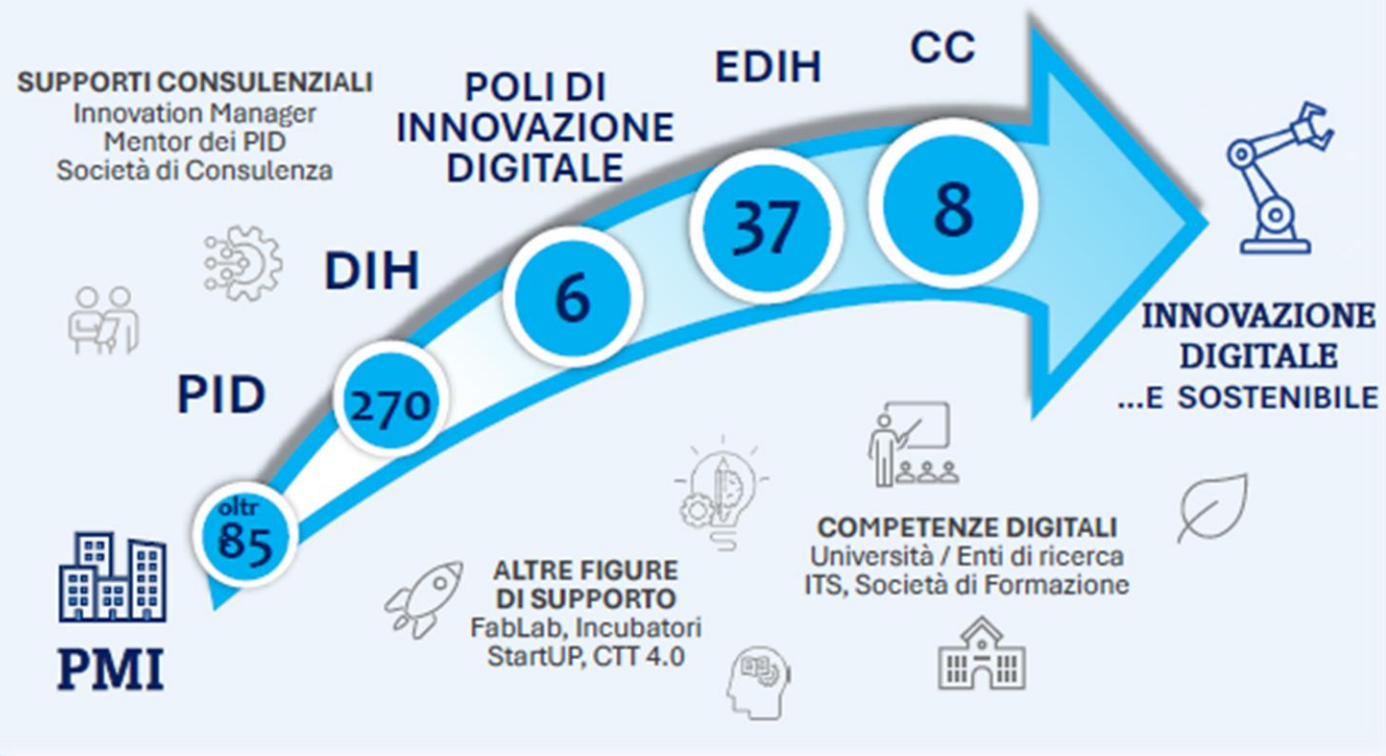 SUPPORTI CONSULENZIALI
Innovation Manager
Mentor dei PID
Società di Consulenza
POLI DI
INNOVAZIONE
DIGITALE
EDIH
CC
DIH
PID
oltr
85
270
6
37
8
PMI
INNOVAZIONE
DIGITALE
...E SOSTENIBILE
ALTRE FIGURE
DI SUPPORTO
FabLab, Incubatori
StartUP, CTT 4.0
COMPETENZE DIGITALI
Università / Enti di ricerca
ITS, Società di Formazione